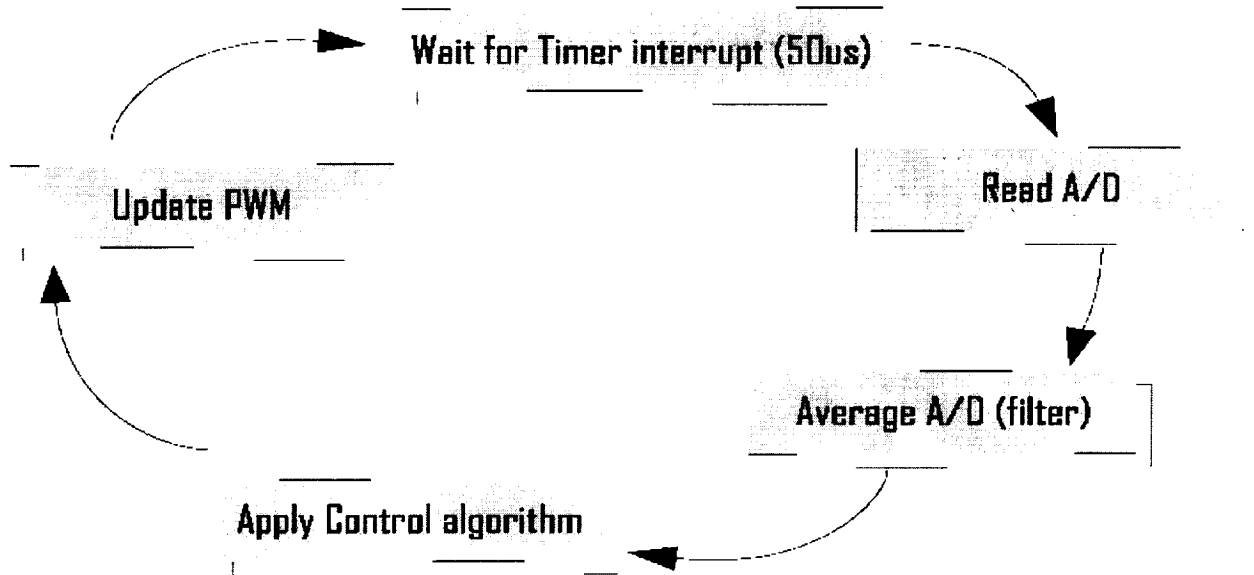 Wait for Timer interrupt (50us)
Read A/D
Average A/D (filter)
Apply Control algorithm
Update PWM